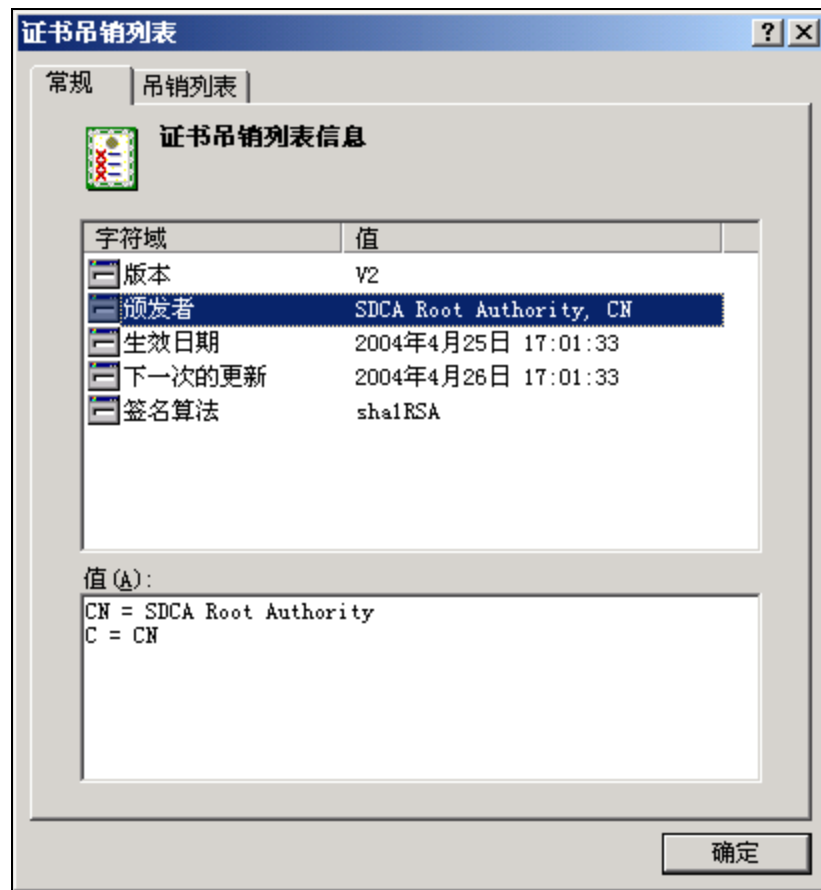 证书吊销列表
常规 吊销列表
证书吊销列表信息
字符域 值
版本 V2
颁发者 SDCA Root Authority, CN
生效日期 2004年4月25日 17:01:33
下一次的更新 2004年4月26日 17:01:33
签名算法 sha1RSA
值(A):
CN = SDCA Root Authority
C = CN
确定